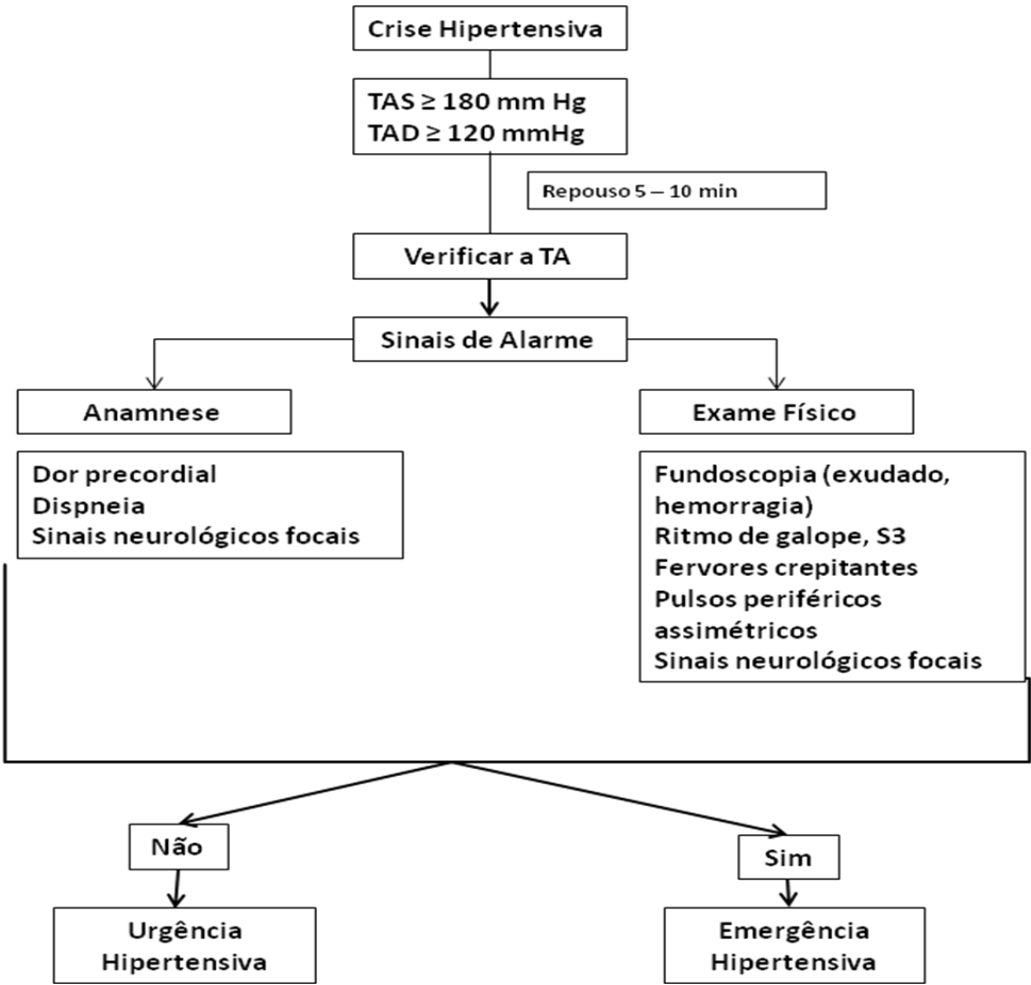 Crise Hipertensiva
TAS ≥ 180 mm Hg
TAD ≥ 120 mmHg
Repouso 5 – 10 min
Verificar a TA
Sinais de Alarme
Anamnese
Dor precordial
Dispneia
Sinais neurológicos focais
Exame Físico
Fundoscopia (exudado,
hemorragia)
Ritmo de galope, S3
Fervores crepitantes
Pulsos periféricos
assimétricos
Sinais neurológicos focais
Não
Urgência
Hipertensiva
Sim
Emergência
Hipertensiva